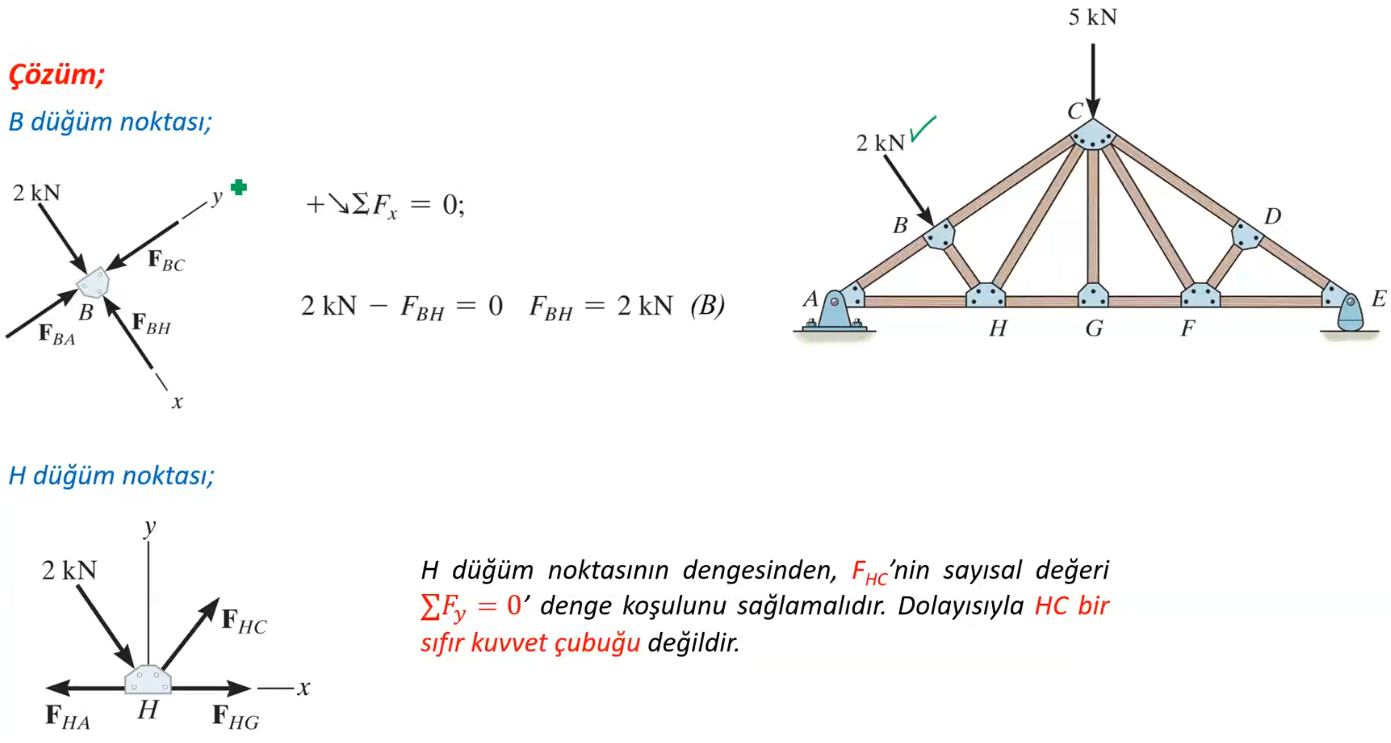 Çözüm;
B düğüm noktası;
2 kN
y
F_BC
B
F_BA
F_BH
x
+↘ΣF_x = 0;
2 kN − F_BH = 0 F_BH = 2 kN (B)
5 kN
C
2 kN
B
D
A
E
H
G
F
H düğüm noktası;
y
2 kN
F_HC
x
F_HA
H
F_HG
H düğüm noktasının dengesinden, F_HC’nin sayısal değeri
∑F_y = 0’ denge koşulunu sağlamalıdır. Dolayısıyla HC bir
sıfır kuvvet çubuğu değildir.